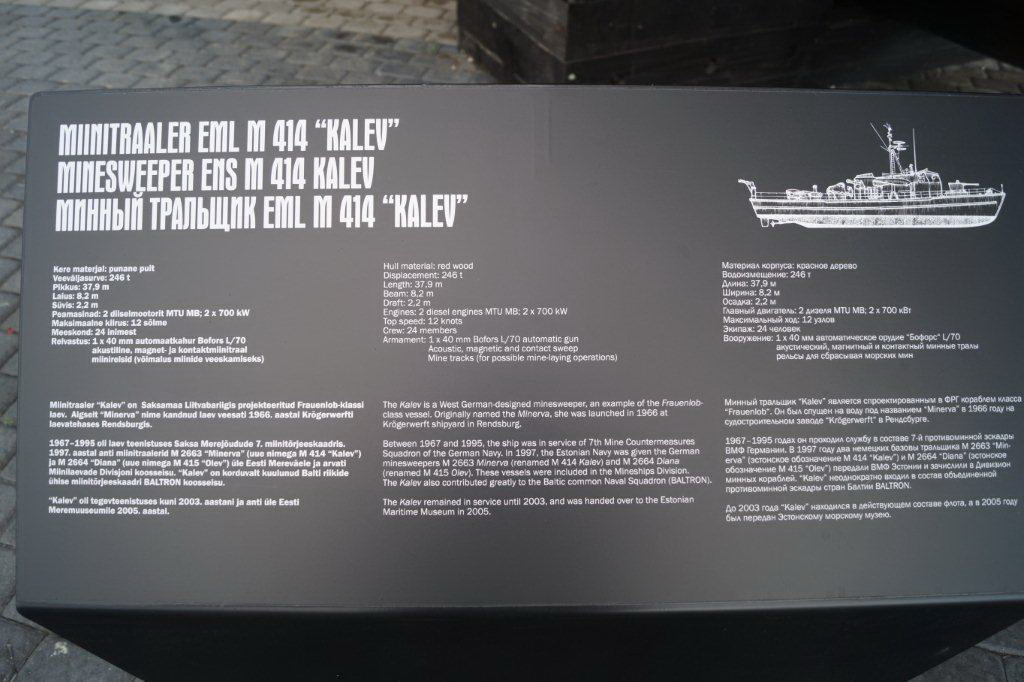 MIINITRAALER EML M 414 “KALEV”
MINESWEEPER ENS M 414 KALEV
МИННЫЙ ТРАЛЬЩИК EML M 414 “KALEV”
Kere materjal: punane puit
Veeväljasurve: 246 t
Pikkus: 37,9 m
Laius: 8,2 m
Süvis: 2,2 m
Peamasinad: 2 diiselmootorit MTU MB; 2 x 700 kW
Maksimaalne kiirus: 12 sõlme
Meeskond: 24 inimest
Relvastus: 1 x 40 mm automaatkahur Bofors L/70
akustiline, magnet- ja kontaktmiinitraal
miinirelsid (võimalus miinide veeskamiseks)
Miinitraaler “Kalev” on Saksamaa Liitvabariigis projekteeritud Frauenlob-klassi
laev. Algselt “Minerva” nime kandnud laev veesati 1966. aastal Krögerwerfti
laevatehases Rendsburgis.
1967–1995 oli laev teenistuses Saksa Merejõudude 7. miinitõrjeeskaadris.
1997. aastal anti miinitraalerid M 2663 “Minerva” (uue nimega M 414 “Kalev”)
ja M 2664 “Diana” (uue nimega M 415 “Olev”) üle Eesti Mereväele ja arvati
Miinilaevade Divisjoni koosseisu. “Kalev” on korduvalt kuulunud Balti riikide
ühise miinitõrjeeskaadri BALTRON koosseisu.
“Kalev” oli tegevteenistuses kuni 2003. aastani ja anti üle Eesti
Meremuuseumile 2005. aastal.
Hull material: red wood
Displacement: 246 t
Length: 37,9 m
Beam: 8,2 m
Draft: 2,2 m
Engines: 2 diesel engines MTU MB; 2 x 700 kW
Top speed: 12 knots
Crew: 24 members
Armament: 1 x 40 mm Bofors L/70 automatic gun
Acoustic, magnetic and contact sweep
Mine tracks (for possible mine-laying operations)
The Kalev is a West German-designed minesweeper, an example of the Frauenlob-
class vessel. Originally named the Minerva, she was launched in 1966 at
Krögerwerft shipyard in Rendsburg.
Between 1967 and 1995, the ship was in service of 7th Mine Countermeasures
Squadron of the German Navy. In 1997, the Estonian Navy was given the German
minesweepers M 2663 Minerva (renamed M 414 Kalev) and M 2664 Diana
(renamed M 415 Olev). These vessels were included in the Mineships Division.
The Kalev also contributed greatly to the Baltic common Naval Squadron (BALTRON).
The Kalev remained in service until 2003, and was handed over to the Estonian
Maritime Museum in 2005.
Материал корпуса: красное дерево
Водоизмещение: 246 т
Длина: 37,9 м
Ширина: 8,2 м
Осадка: 2,2 м
Главный двигатель: 2 дизеля MTU MB; 2 x 700 кВт
Максимальный ход: 12 узлов
Экипаж: 24 человек
Вооружение: 1 x 40 мм автоматическое орудие “Бофорс” L/70
акустический, магнитный и контактный минные тралы
рельсы для сбрасывая морских мин
Минный тральщик “Kalev” является спроектированным в ФРГ кораблем класса
“Frauenlob”. Он был спущен на воду под названием “Minerva” в 1966 году на
судостроительном заводе “Krögerwerft” в Рендсбурге.
1967–1995 годах он проходил службу в составе 7-й противоминной эскадры
ВМФ Германии. В 1997 году два немецких базовых тральщика M 2663 “Min-
erva” (эстонское обозначение M 414 “Kalev”) и M 2664 “Diana” (эстонское
обозначение M 415 “Olev”) передали ВМФ Эстонии и зачислили в Дивизион
минных кораблей. “Kalev” неоднократно входил в состав объединенной
противоминной эскадры стран Балтии BALTRON.
До 2003 года “Kalev” находился в действующем составе флота, а в 2005 году
был передан Эстонскому морскому музею.